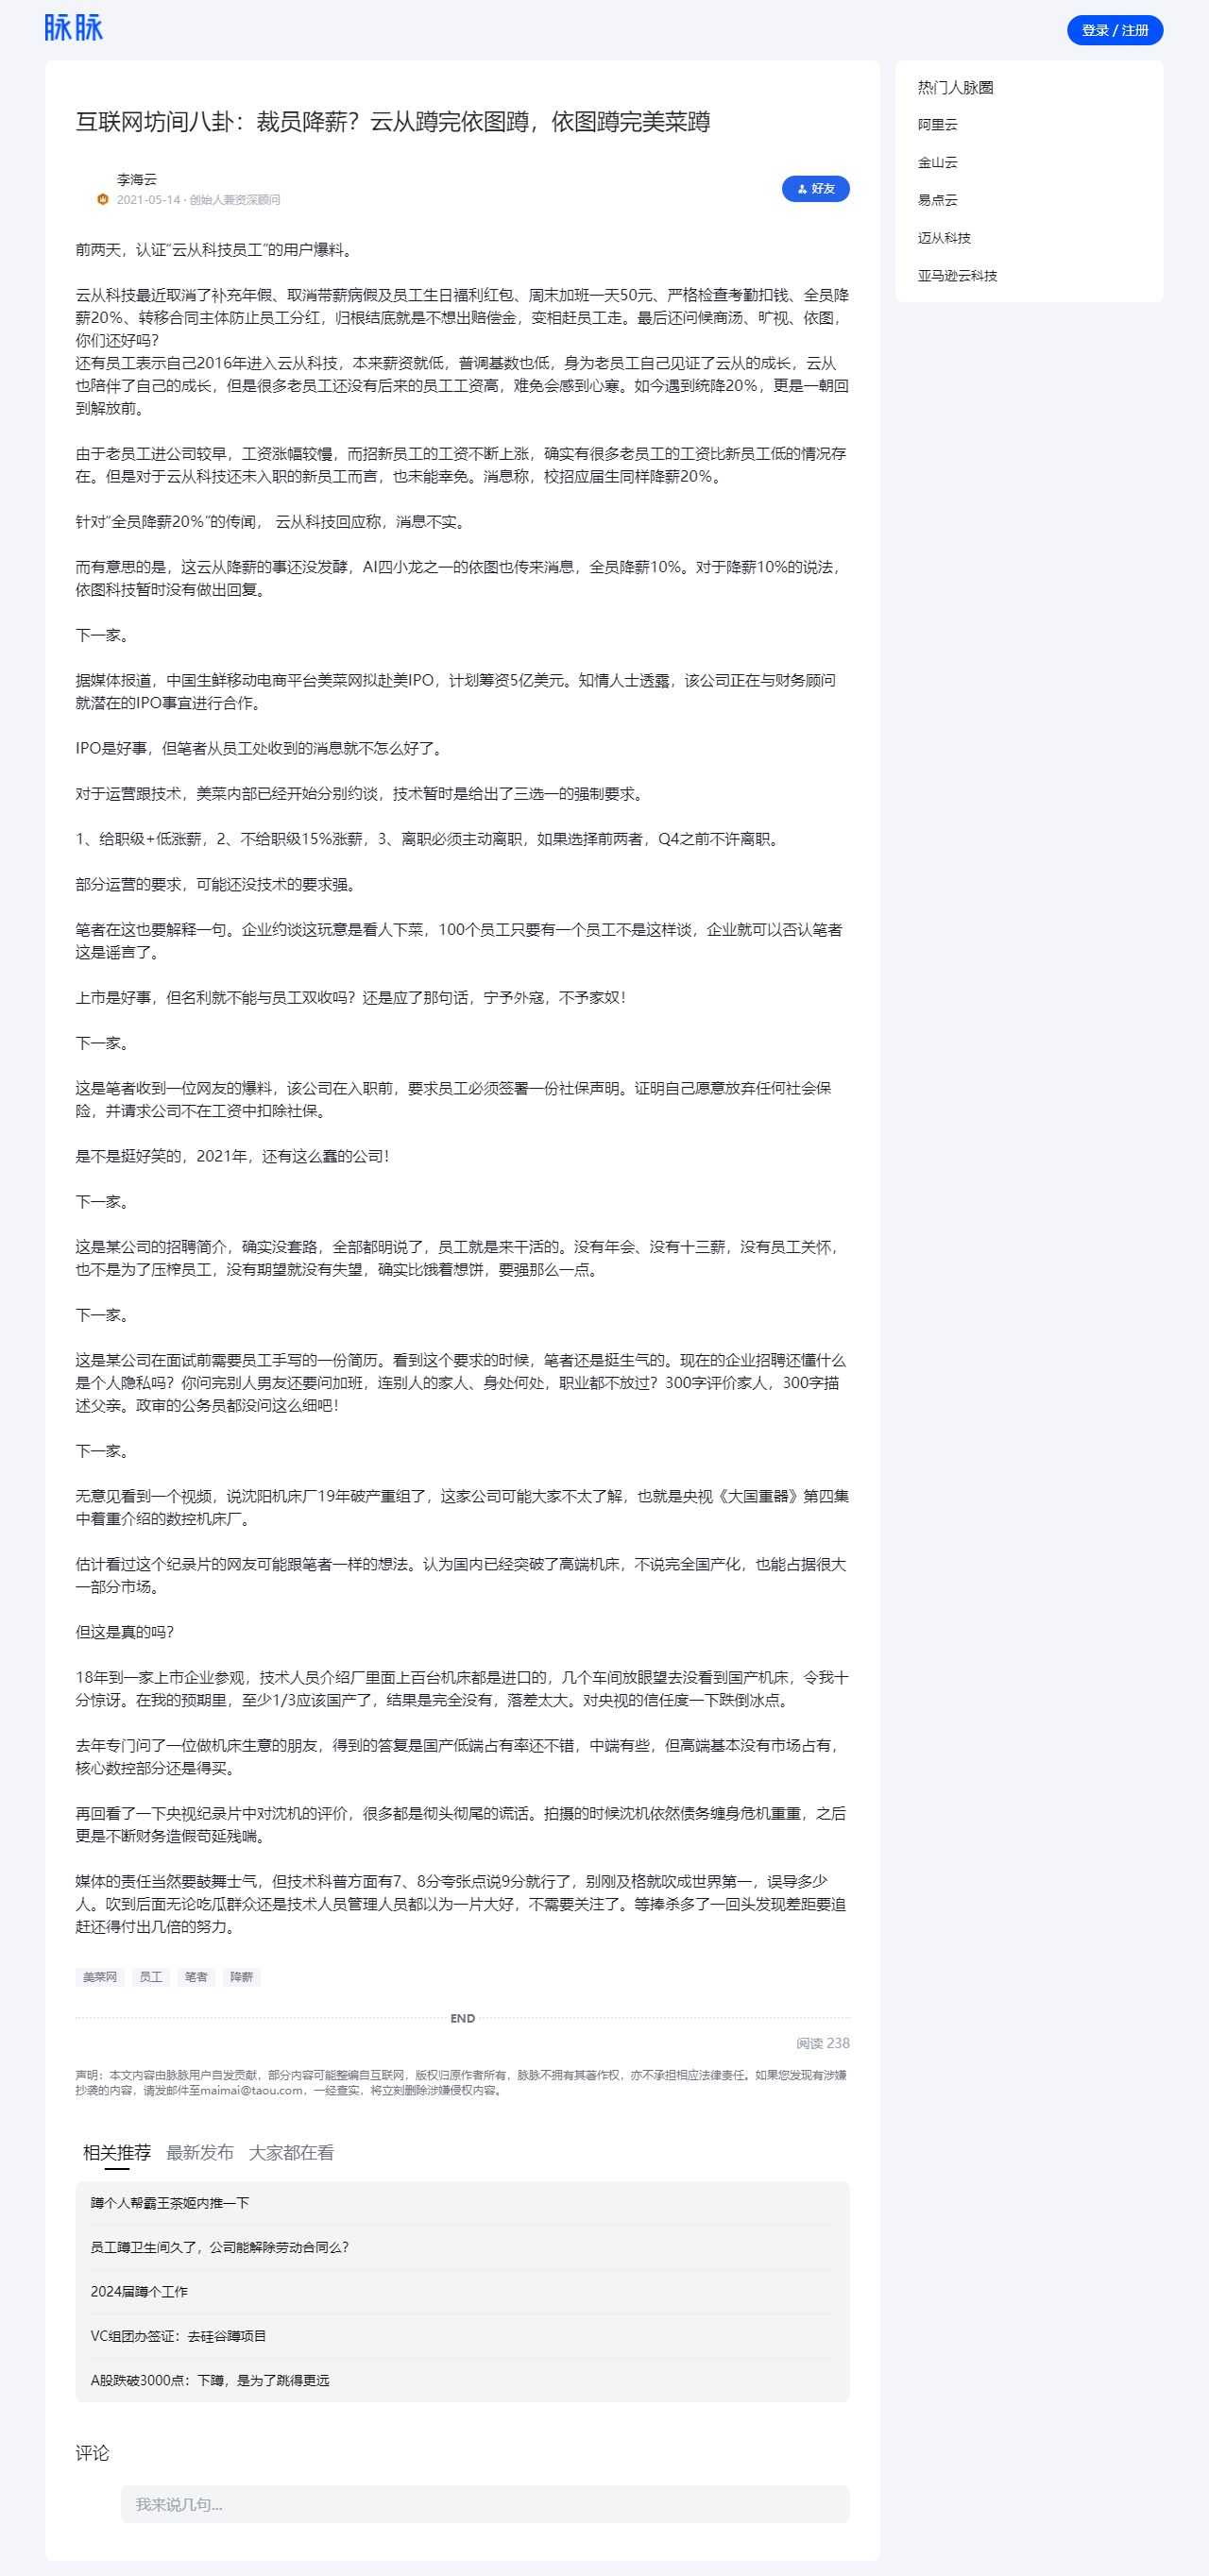 脉脉
登录 / 注册
互联网坊间八卦：裁员降薪？云从蹲完依图蹲，依图蹲完美菜蹲
李海云
2021-05-14 · 创始人兼资深顾问
好友
前两天，认证“云从科技员工”的用户爆料。
云从科技最近取消了补充年假、取消带薪病假及员工生日福利红包、周末加班一天50元、严格检查考勤扣钱、全员降
薪20%、转移合同主体防止员工分红，归根结底就是不想出赔偿金，变相赶员工走。最后还问候商汤、旷视、依图，
你们还好吗？
还有员工表示自己2016年进入云从科技，本来薪资就低，普调基数也低，身为老员工自己见证了云从的成长，云从
也陪伴了自己的成长，但是很多老员工还没有后来的员工工资高，难免会感到心寒。如今遇到统降20%，更是一朝回
到解放前。
由于老员工进公司较早，工资涨幅较慢，而招新员工的工资不断上涨，确实有很多老员工的工资比新员工低的情况存
在。但是对于云从科技还未入职的新员工而言，也未能幸免。消息称，校招应届生同样降薪20%。
针对“全员降薪20%”的传闻， 云从科技回应称，消息不实。
而有意思的是，这云从降薪的事还没发酵，AI四小龙之一的依图也传来消息，全员降薪10%。对于降薪10%的说法，
依图科技暂时没有做出回复。
下一家。
据媒体报道，中国生鲜移动电商平台美菜网拟赴美IPO，计划筹资5亿美元。知情人士透露，该公司正在与财务顾问
就潜在的IPO事宜进行合作。
IPO是好事，但笔者从员工处收到的消息就不怎么好了。
对于运营跟技术，美菜内部已经开始分别约谈，技术暂时是给出了三选一的强制要求。
1、给职级+低涨薪，2、不给职级15%涨薪，3、离职必须主动离职，如果选择前两者，Q4之前不许离职。
部分运营的要求，可能还没技术的要求强。
笔者在这也要解释一句。企业约谈这玩意是看人下菜，100个员工只要有一个员工不是这样谈，企业就可以否认笔者
这是谣言了。
上市是好事，但名利就不能与员工双收吗？还是应了那句话，宁予外寇，不予家奴！
下一家。
这是笔者收到一位网友的爆料，该公司在入职前，要求员工必须签署一份社保声明。证明自己愿意放弃任何社会保
险，并请求公司不在工资中扣除社保。
是不是挺好笑的，2021年，还有这么蠢的公司！
下一家。
这是某公司的招聘简介，确实没套路，全部都明说了，员工就是来干活的。没有年会、没有十三薪，没有员工关怀，
也不是为了压榨员工，没有期望就没有失望，确实比饿着想饼，要强那么一点。
下一家。
这是某公司在面试前需要员工手写的一份简历。看到这个要求的时候，笔者还是挺生气的。现在的企业招聘还懂什么
是个人隐私吗？你问完别人男友还要问加班，连别人的家人、身处何处，职业都不放过？300字评价家人，300字描
述父亲。政审的公务员都没问这么细吧！
下一家。
无意见看到一个视频，说沈阳机床厂19年破产重组了，这家公司可能大家不太了解，也就是央视《大国重器》第四集
中着重介绍的数控机床厂。
估计看过这个纪录片的网友可能跟笔者一样的想法。认为国内已经突破了高端机床，不说完全国产化，也能占据很大
一部分市场。
但这是真的吗？
18年到一家上市企业参观，技术人员介绍厂里面上百台机床都是进口的，几个车间放眼望去没看到国产机床，令我十
分惊讶。在我的预期里，至少1/3应该国产了，结果是完全没有，落差太大。对央视的信任度一下跌倒冰点。
去年专门问了一位做机床生意的朋友，得到的答复是国产低端占有率还不错，中端有些，但高端基本没有市场占有，
核心数控部分还是得买。
再回看了一下央视纪录片中对沈机的评价，很多都是彻头彻尾的谎话。拍摄的时候沈机依然债务缠身危机重重，之后
更是不断财务造假苟延残喘。
媒体的责任当然要鼓舞士气，但技术科普方面有7、8分夸张点说9分就行了，别刚及格就吹成世界第一，误导多少
人。吹到后面无论吃瓜群众还是技术人员管理人员都以为一片大好，不需要关注了。等捧杀多了一回头发现差距要追
赶还得付出几倍的努力。
美菜网 员工 笔者 降薪
END
阅读 238
声明：本文内容由脉脉用户自发贡献，部分内容可能整编自互联网，版权归原作者所有，脉脉不拥有其著作权，亦不承担相应法律责任。如果您发现有涉嫌
抄袭的内容，请发邮件至maimai@taou.com，一经查实，将立刻删除涉嫌侵权内容。
相关推荐 最新发布 大家都在看
蹲个人帮霸王茶姬内推一下
员工蹲卫生间久了，公司能解除劳动合同么？
2024届蹲个工作
VC组团办签证：去硅谷蹲项目
A股跌破3000点：下蹲，是为了跳得更远
评论
我来说几句...
热门人脉圈
阿里云
金山云
易点云
迈从科技
亚马逊云科技